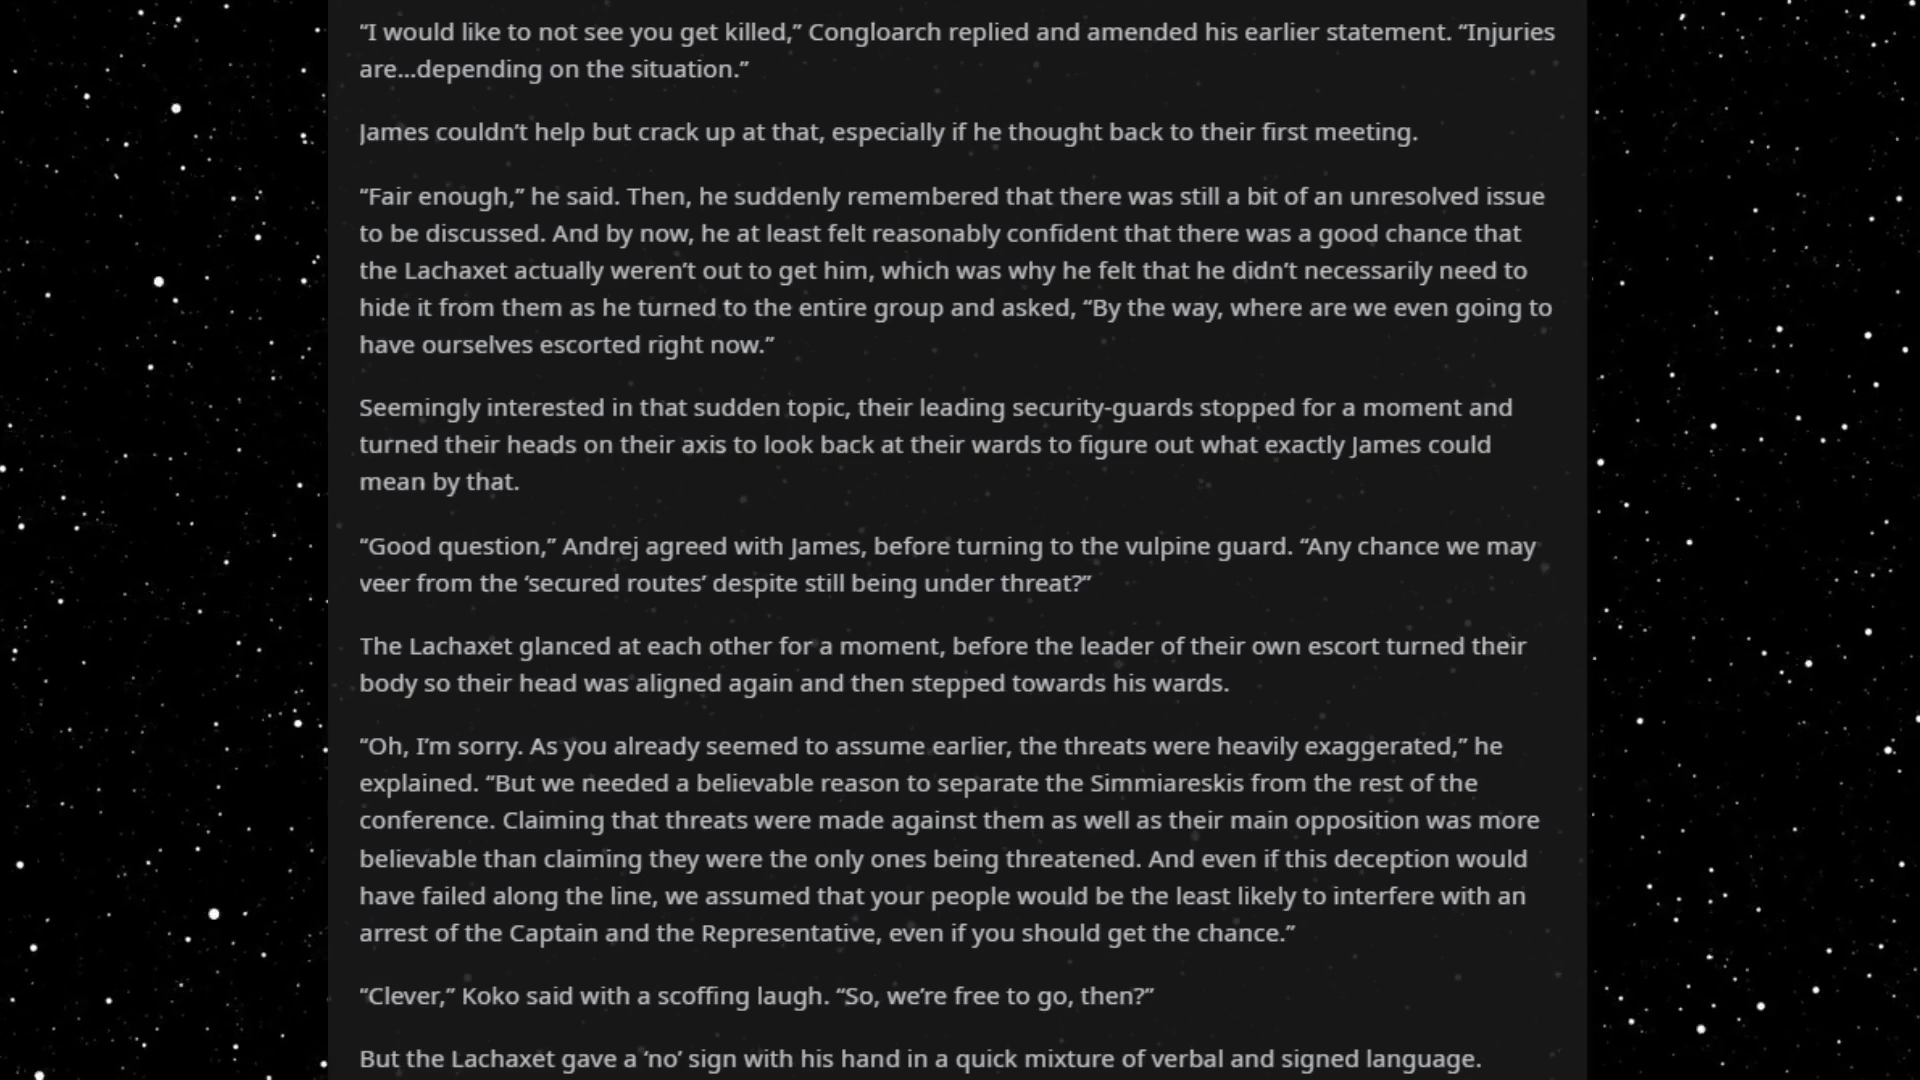 “I would like to not see you get killed,” Congloarch replied and amended his earlier statement. “Injuries
are…depending on the situation.”
James couldn’t help but crack up at that, especially if he thought back to their first meeting.
“Fair enough,” he said. Then, he suddenly remembered that there was still a bit of an unresolved issue
to be discussed. And by now, he at least felt reasonably confident that there was a good chance that
the Lachaxet actually weren’t out to get him, which was why he felt that he didn’t necessarily need to
hide it from them as he turned to the entire group and asked, “By the way, where are we even going to
have ourselves escorted right now.”
Seemingly interested in that sudden topic, their leading security-guards stopped for a moment and
turned their heads on their axis to look back at their wards to figure out what exactly James could
mean by that.
“Good question,” Andrej agreed with James, before turning to the vulpine guard. “Any chance we may
veer from the ‘secured routes’ despite still being under threat?”
The Lachaxet glanced at each other for a moment, before the leader of their own escort turned their
body so their head was aligned again and then stepped towards his wards.
“Oh, I’m sorry. As you already seemed to assume earlier, the threats were heavily exaggerated,” he
explained. “But we needed a believable reason to separate the Simmiareskis from the rest of the
conference. Claiming that threats were made against them as well as their main opposition was more
believable than claiming they were the only ones being threatened. And even if this deception would
have failed along the line, we assumed that your people would be the least likely to interfere with an
arrest of the Captain and the Representative, even if you should get the chance.”
“Clever,” Koko said with a scoffing laugh. “So, we’re free to go, then?”
But the Lachaxet gave a ‘no’ sign with his hand in a quick mixture of verbal and signed language.